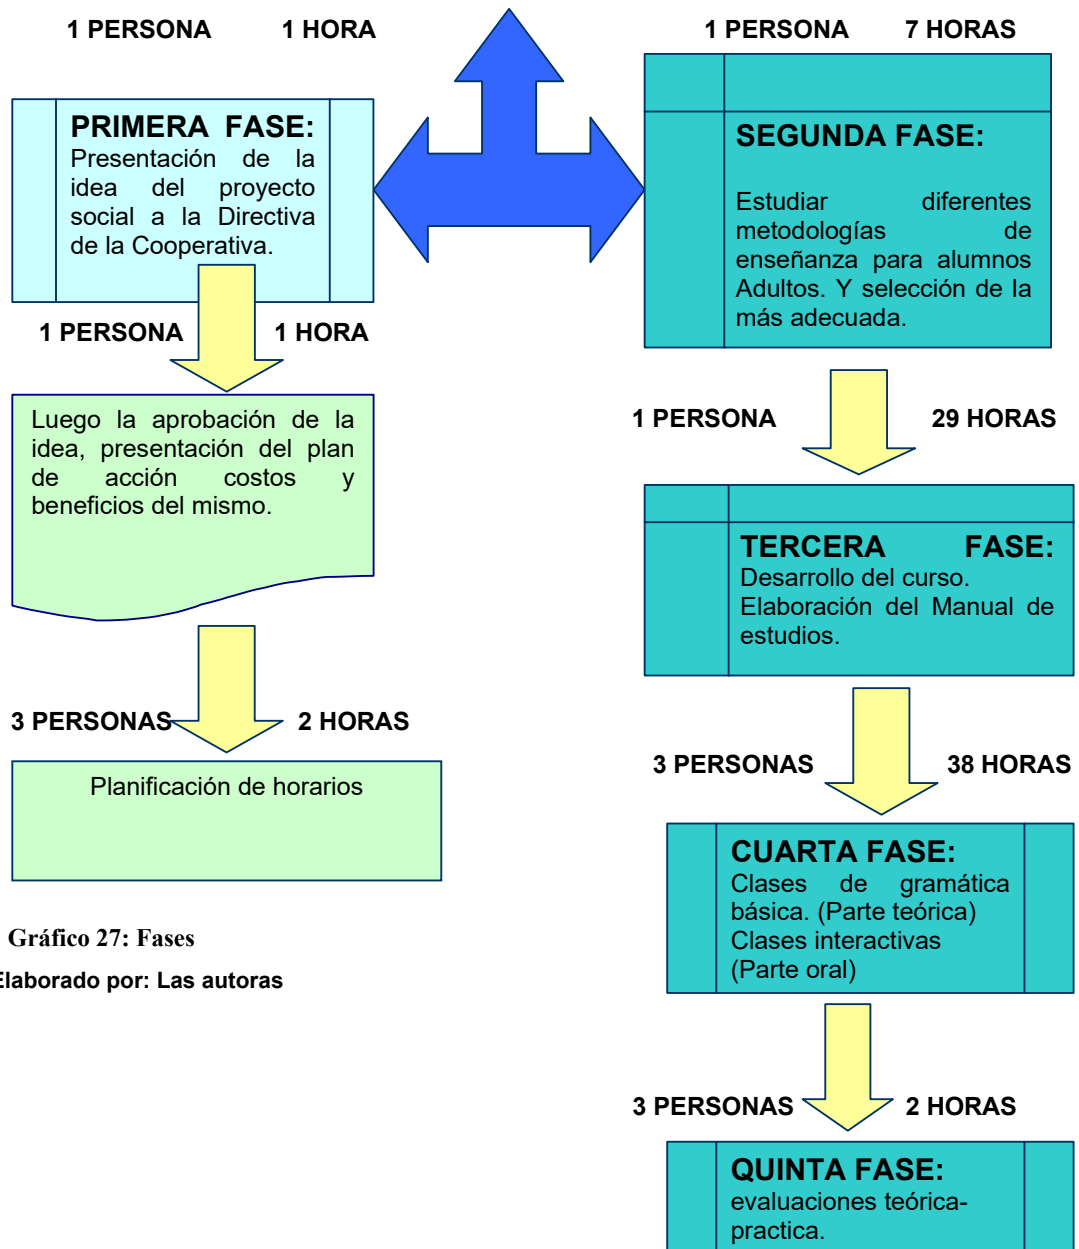 1 PERSONA 1 HORA
PRIMERA FASE:
Presentación de la
idea del proyecto
social a la Directiva
de la Cooperativa.
1 PERSONA 1 HORA
Luego la aprobación de la
idea, presentación del plan
de acción costos y
beneficios del mismo.
3 PERSONAS 2 HORAS
Planificación de horarios
Gráfico 27: Fases
Elaborado por: Las autoras
1 PERSONA 7 HORAS
SEGUNDA FASE:
Estudiar diferentes
metodologías de
enseñanza para alumnos
Adultos. Y selección de la
más adecuada.
1 PERSONA 29 HORAS
TERCERA FASE:
Desarrollo del curso.
Elaboración del Manual de
estudios.
3 PERSONAS 38 HORAS
CUARTA FASE:
Clases de gramática
básica. (Parte teórica)
Clases interactivas
(Parte oral)
3 PERSONAS 2 HORAS
QUINTA FASE:
evaluaciones teórica-
practica.